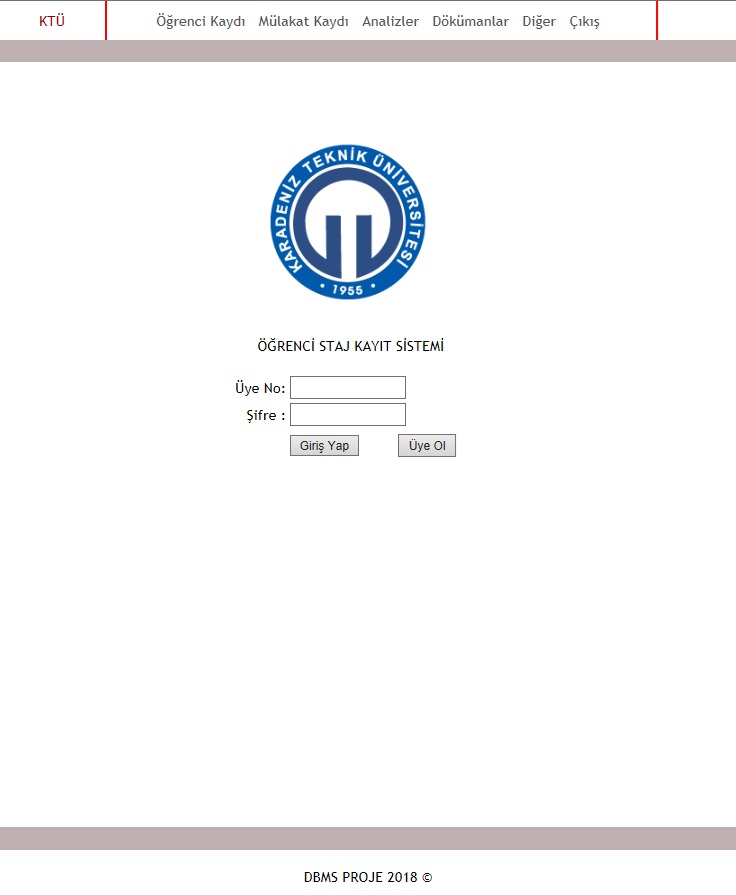 KTÜ Öğrenci Kaydı Mülakat Kaydı Analizler Dökümanlar Diğer Çıkış
KARADENİZ TEKNİK ÜNİVERSİTESİ
• 1955 •
ÖĞRENCİ STAJ KAYIT SİSTEMİ
Üye No:
Şifre :
Giriş Yap Üye Ol
DBMS PROJE 2018 ©